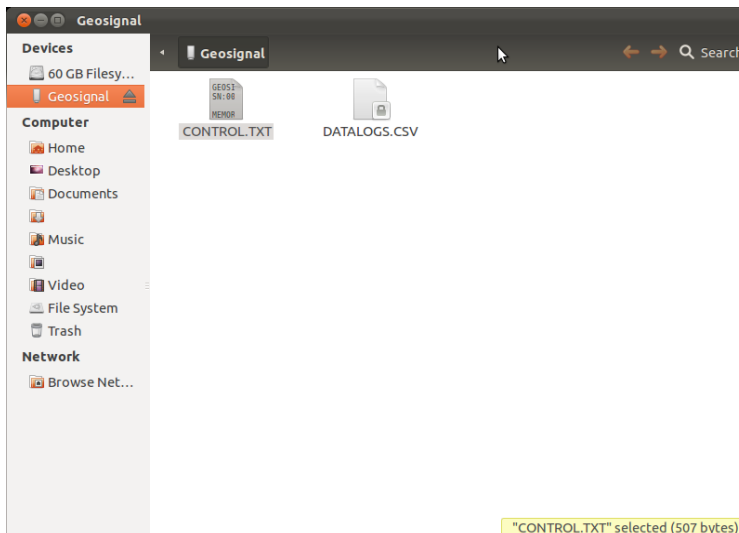 Geosignal
Devices
60 GB Filesy...
Geosignal
Computer
Home
Desktop
Documents
Music
Video
File System
Trash
Network
Browse Net...
Geosignal
Search
GEOSI
SN:00
MEMOR
CONTROL.TXT
DATALOGS.CSV
"CONTROL.TXT" selected (507 bytes)